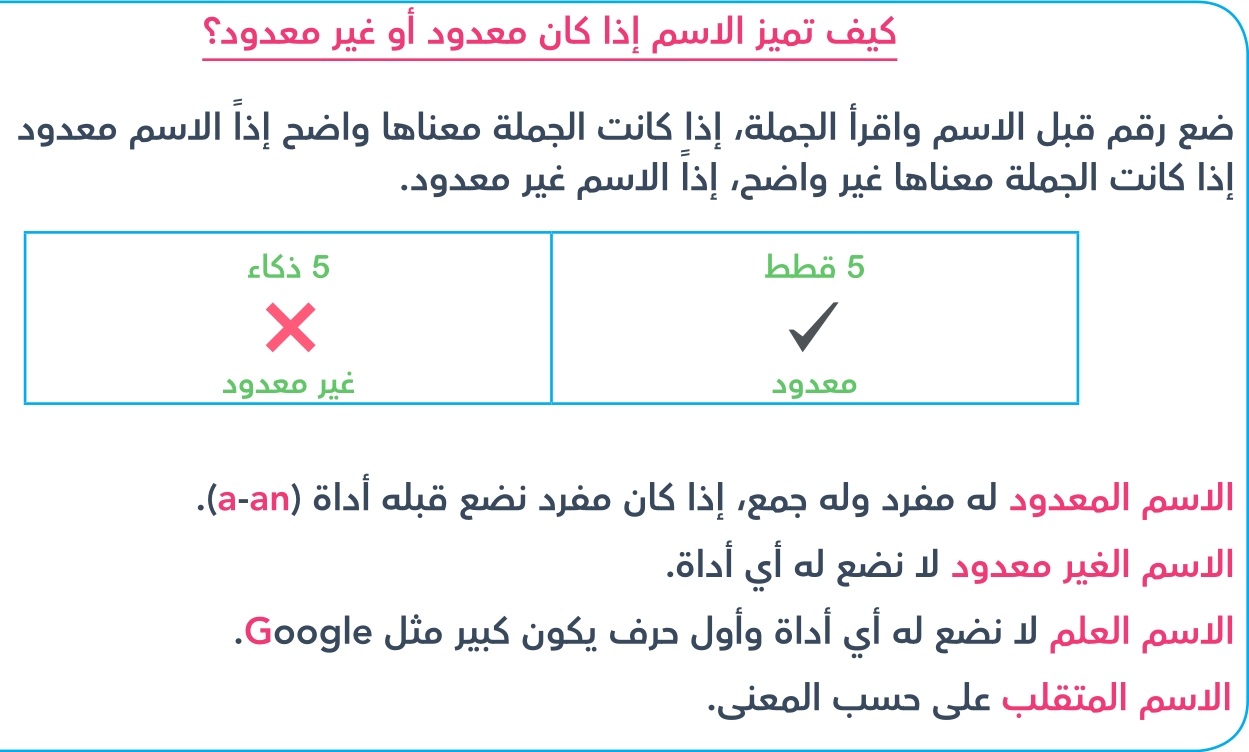 كيف تميز الاسم إذا كان معدود أو غير معدود؟
ضع رقم قبل الاسم واقرأ الجملة، إذا كانت الجملة معناها واضح إذاً الاسم معدود
إذا كانت الجملة معناها غير واضح، إذاً الاسم غير معدود.
5 قطط
5 ذكاء
معدود
غير معدود
الاسم المعدود له مفرد وله جمع، إذا كان مفرد نضع قبله أداة (a-an).
الاسم الغير معدود لا نضع له أي أداة.
الاسم العلم لا نضع له أي أداة وأول حرف يكون كبير مثل Google.
الاسم المتقلب على حسب المعنى.